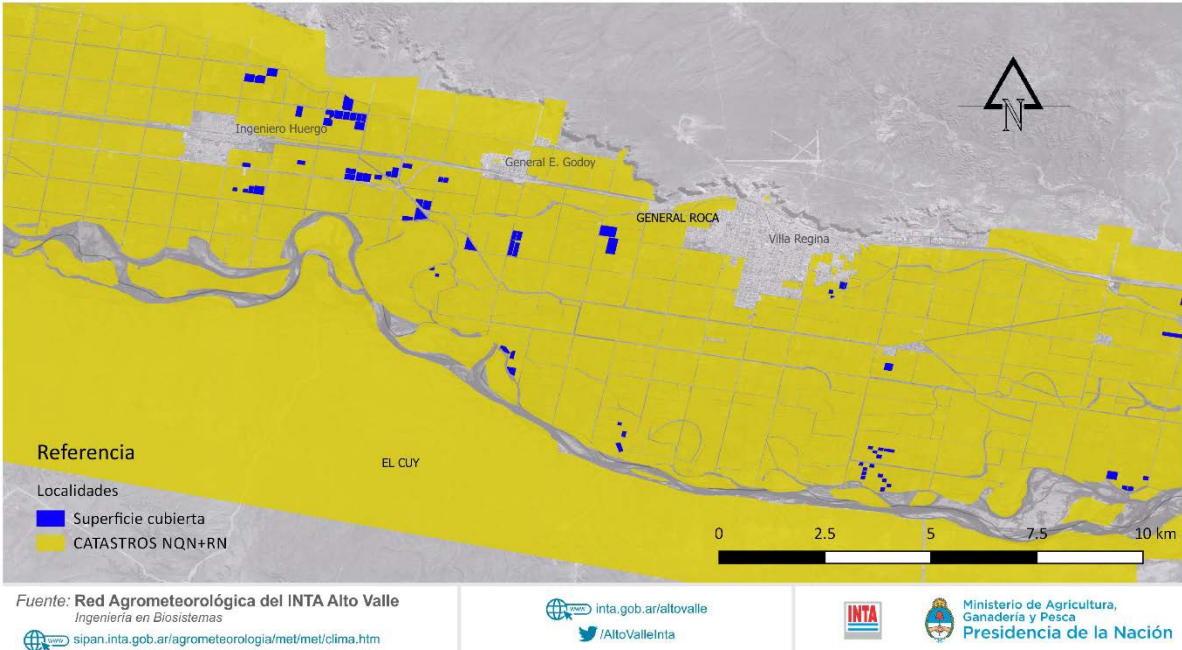 N
Ingeniero Huergo
General E. Godoy
GENERAL ROCA
Villa Regina
EL CUY
Referencia
Localidades
Superficie cubierta
CATASTROS NQN+RN
0 2.5 5 7.5 10 km
Fuente: Red Agrometeorológica del INTA Alto Valle
Ingeniería en Biosistemas
www sipan.inta.gob.ar/agrometeorologia/met/met/clima.htm
www inta.gob.ar/altovalle
/AltoValleInta
INTA
Ministerio de Agricultura,
Ganadería y Pesca
Presidencia de la Nación